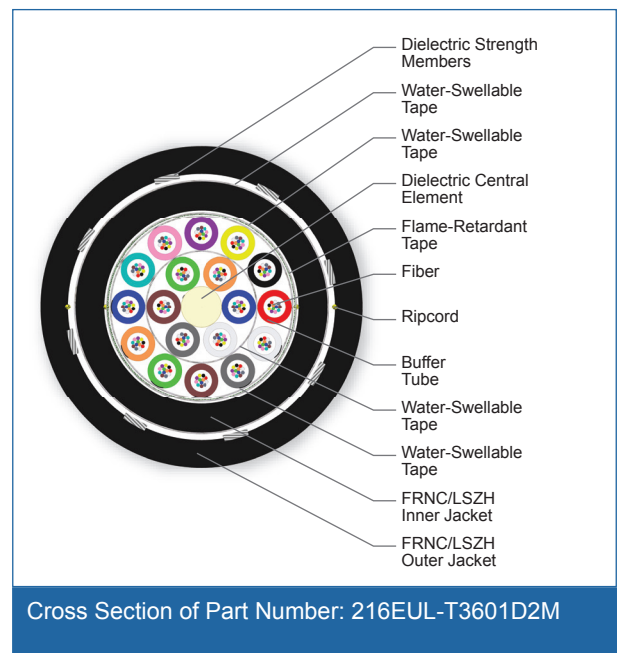 Dielectric Strength
Members
Water-Swellable
Tape
Water-Swellable
Tape
Dielectric Central
Element
Flame-Retardant
Tape
Fiber
Ripcord
Buffer
Tube
Water-Swellable
Tape
Water-Swellable
Tape
FRNC/LSZH
Inner Jacket
FRNC/LSZH
Outer Jacket
Cross Section of Part Number: 216EUL-T3601D2M